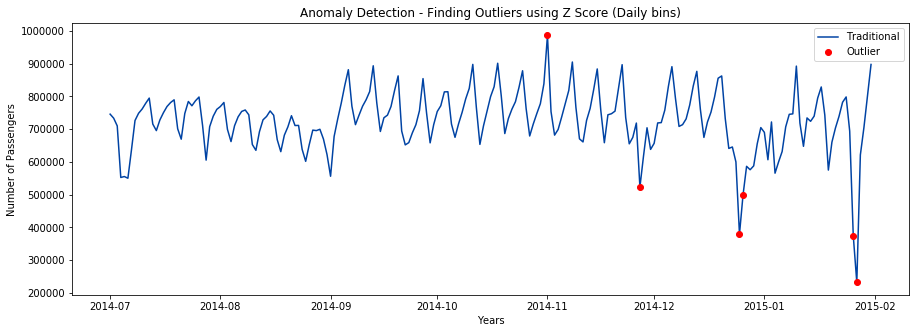 Anomaly Detection - Finding Outliers using Z Score (Daily bins)
1000000
900000
800000
700000
600000
500000
400000
300000
200000
Number of Passengers
Traditional
Outlier
2014-07 2014-08 2014-09 2014-10 2014-11 2014-12 2015-01 2015-02
Years